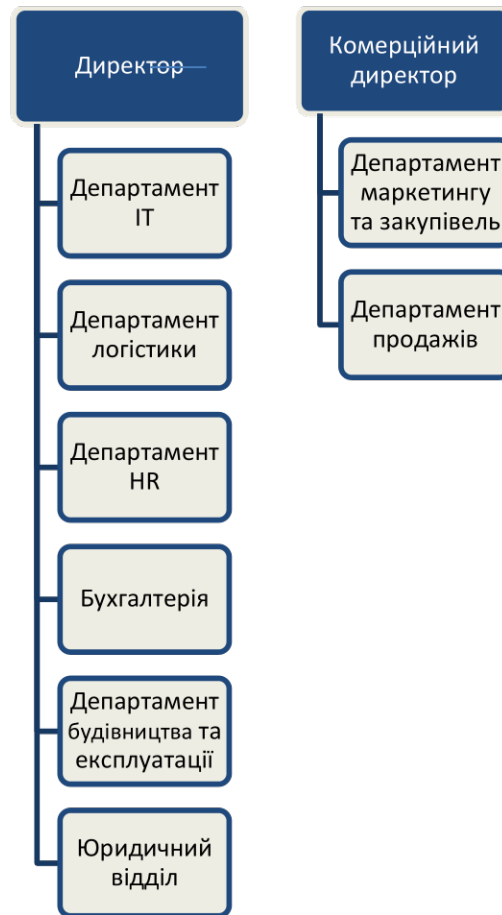 Директор
Департамент
ІТ
Департамент
логістики
Департамент
HR
Бухгалтерія
Департамент
будівництва та
експлуатації
Юридичний
відділ
Комерційний
директор
Департамент
маркетингу
та закупівель
Департамент
продажів